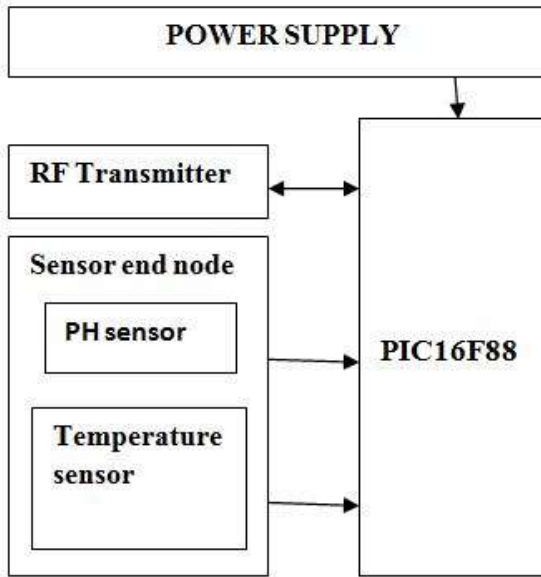 POWER SUPPLY
RF Transmitter
Sensor end node
PH sensor
Temperature
sensor
PIC16F88